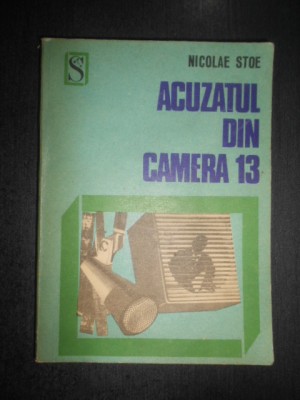 S
NICOLAE STOE
ACUZATUL
DIN
CAMERA 13